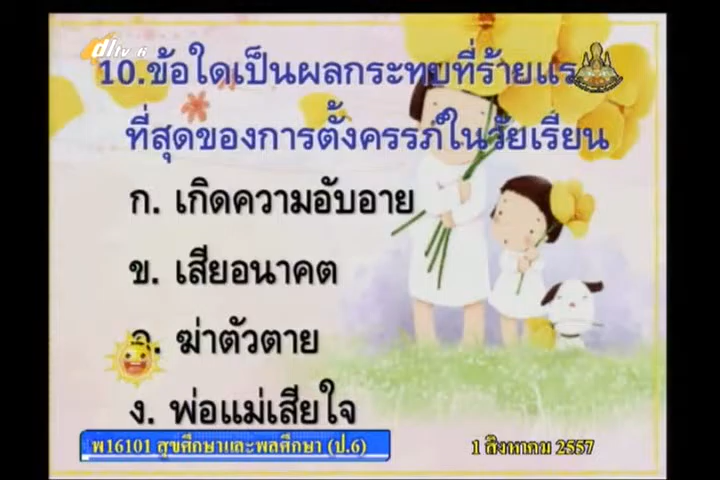 dltv 6
10.ข้อใดเป็นผลกระทบที่ร้ายแร
ที่สุดของการตั้งครรภ์ในวัยเรียน
ก. เกิดความอับอาย
ข. เสียอนาคต
ค. ฆ่าตัวตาย
ง. พ่อแม่เสียใจ
พ16101 สุขศึกษาและพลศึกษา (ป.6)
1 สิงหาคม 2557